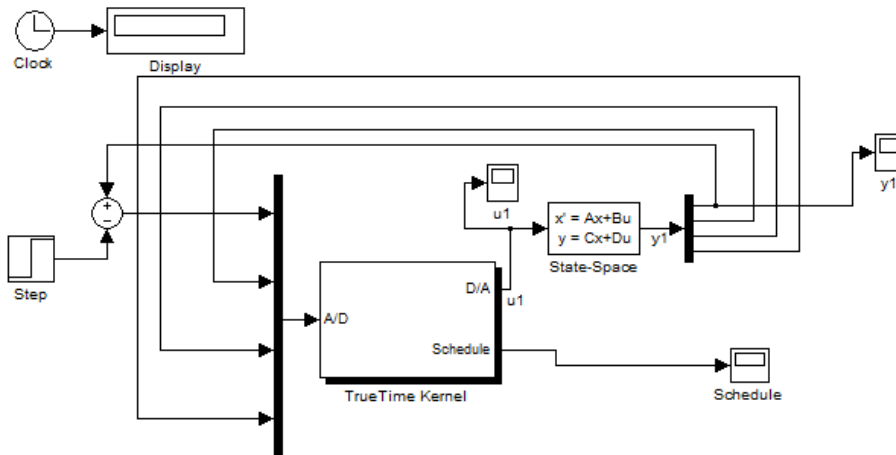 Clock
Display
y1
u1
x' = Ax+Bu
y = Cx+Du
y1
State-Space
+
−
Step
A/D
D/A
u1
Schedule
TrueTime Kernel
Schedule